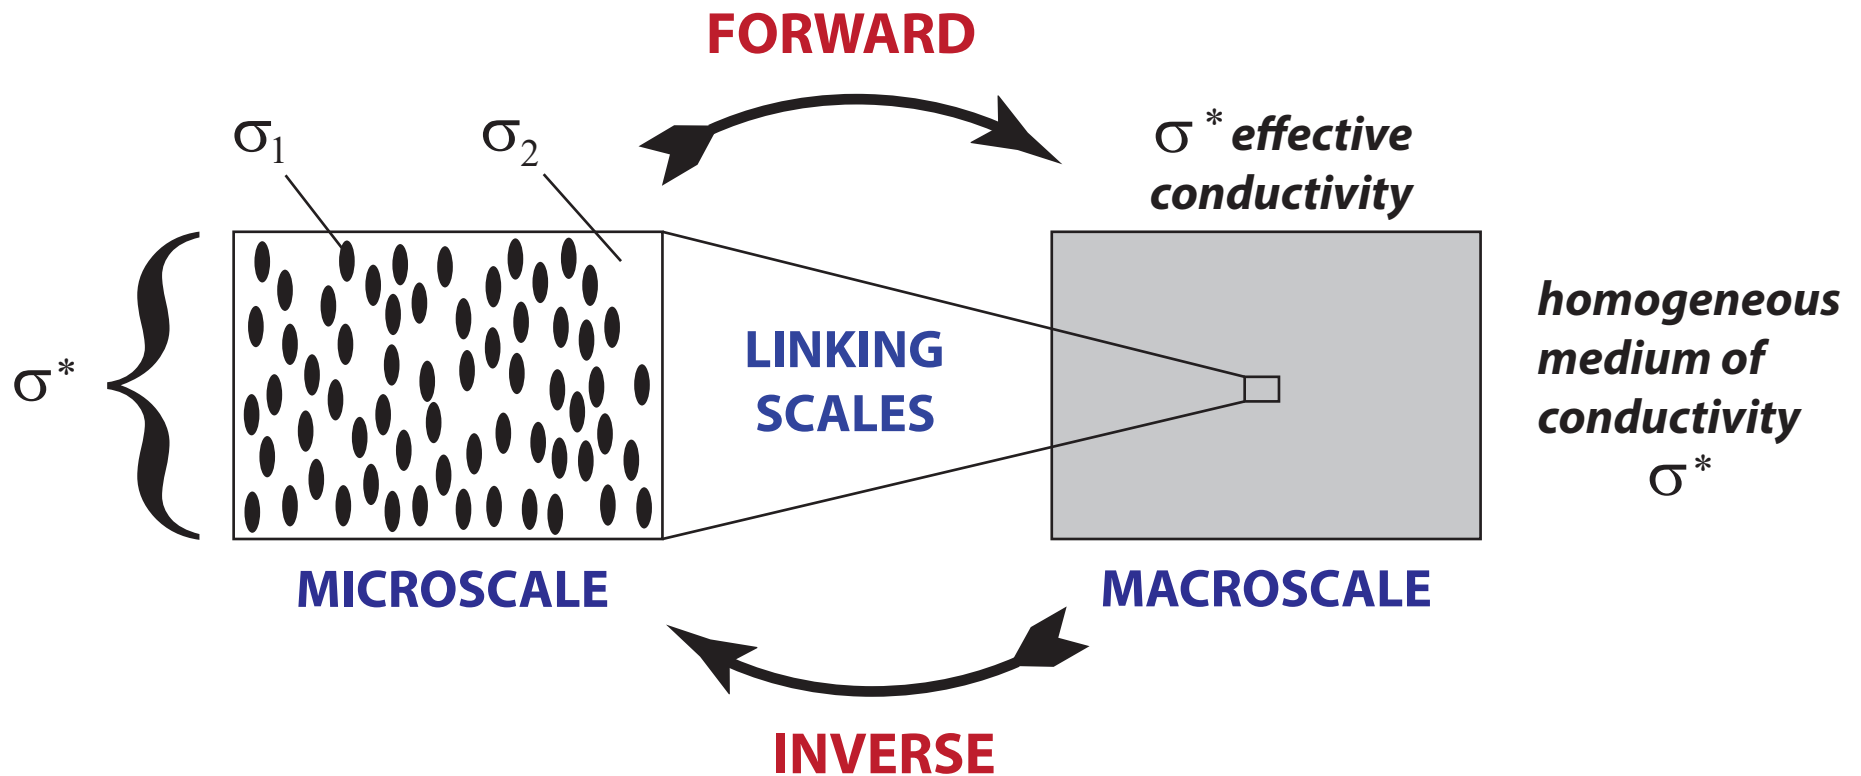 FORWARD
σ1
σ2
σ* effective
conductivity
σ*
LINKING
SCALES
homogeneous
medium of
conductivity
σ*
MICROSCALE
MACROSCALE
INVERSE